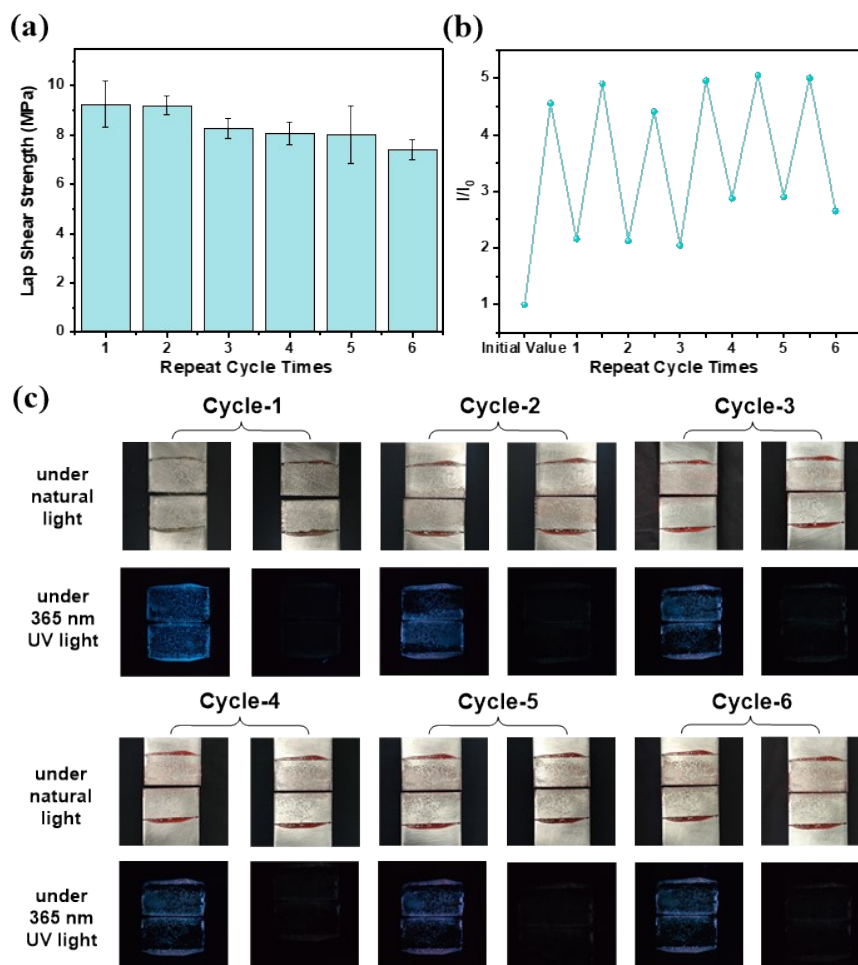 (a)
Lap Shear Strength (MPa)
10
8
6
4
2
0
1 2 3 4 5 6
Repeat Cycle Times
(b)
I/I0
5
4
3
2
1
Initial Value 1 2 3 4 5 6
Repeat Cycle Times
(c)
Cycle-1 Cycle-2 Cycle-3
under
natural
light
under
365 nm
UV light
Cycle-4 Cycle-5 Cycle-6
under
natural
light
under
365 nm
UV light